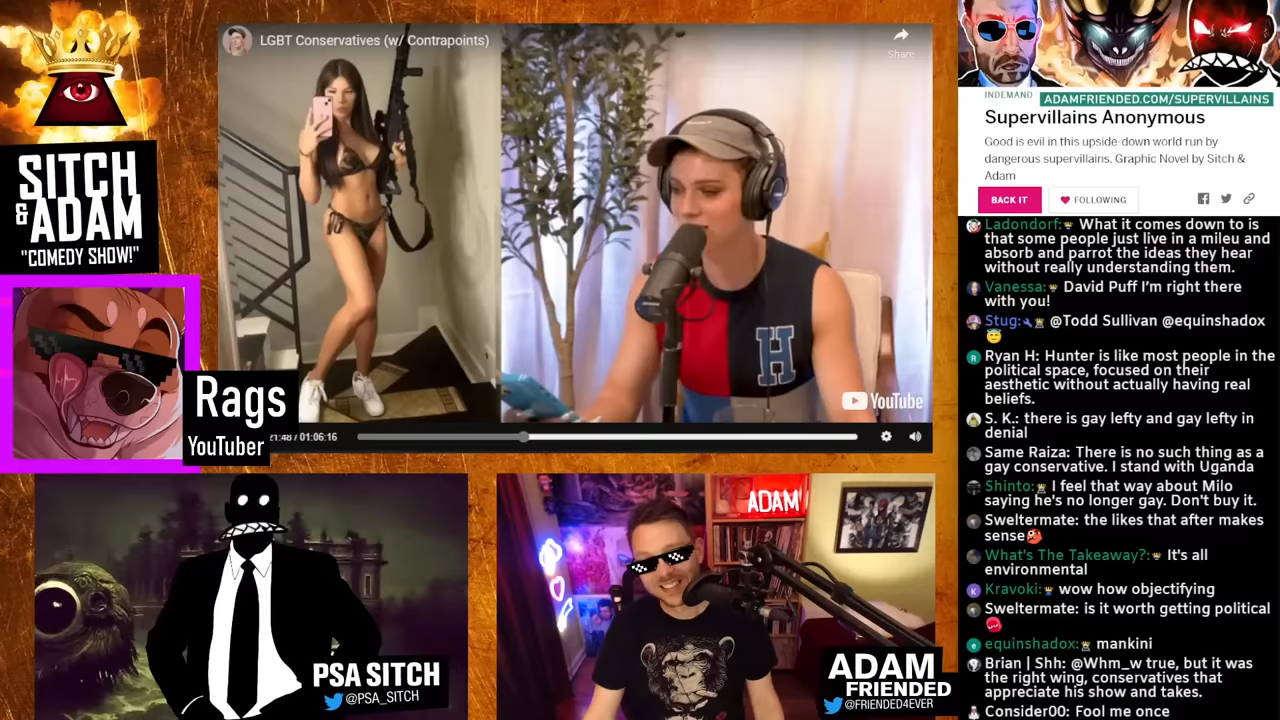 LGBT Conservatives (w/ Contrapoints)
Share
H
YouTube
21:48 / 01:06:16
SITCH
& ADAM
"COMEDY SHOW!"
Rags
YouTuber
PSA SITCH
@PSA_SITCH
ADAM
ADAM
FRIENDED
@FRIENDED4EVER
INDEMAND
ADAMFRIENDED.COM/SUPERVILLAINS
Supervillains Anonymous
Good is evil in this upside-down world run by
dangerous supervillains. Graphic Novel by Sitch &
Adam
BACK IT
FOLLOWING
Ladondorf: What it comes down to is
that some people just live in a mileu and
absorb and parrot the ideas they hear
without really understanding them.
Vanessa: David Puff I'm right there
with you!
Stug: @Todd Sullivan @equinshadox
Ryan H: Hunter is like most people in the
political space, focused on their
aesthetic without actually having real
beliefs.
S. K.: there is gay lefty and gay lefty in
denial
Same Raiza: There is no such thing as a
gay conservative. I stand with Uganda
Shinto: I feel that way about Milo
saying he's no longer gay. Don't buy it.
Sweltermate: the likes that after makes
sense
What's The Takeaway?: It's all
environmental
Kravoki: wow how objectifying
Sweltermate: is it worth getting political
equinshadox: mankini
Brian | Shh: @Whm_w true, but it was
the right wing, conservatives that
appreciate his show and takes.
Consider00: Fool me once